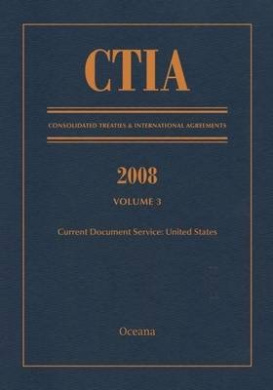 CTIA
CONSOLIDATED TREATIES & INTERNATIONAL AGREEMENTS
2008
VOLUME 3
Current Document Service: United States
Oceana